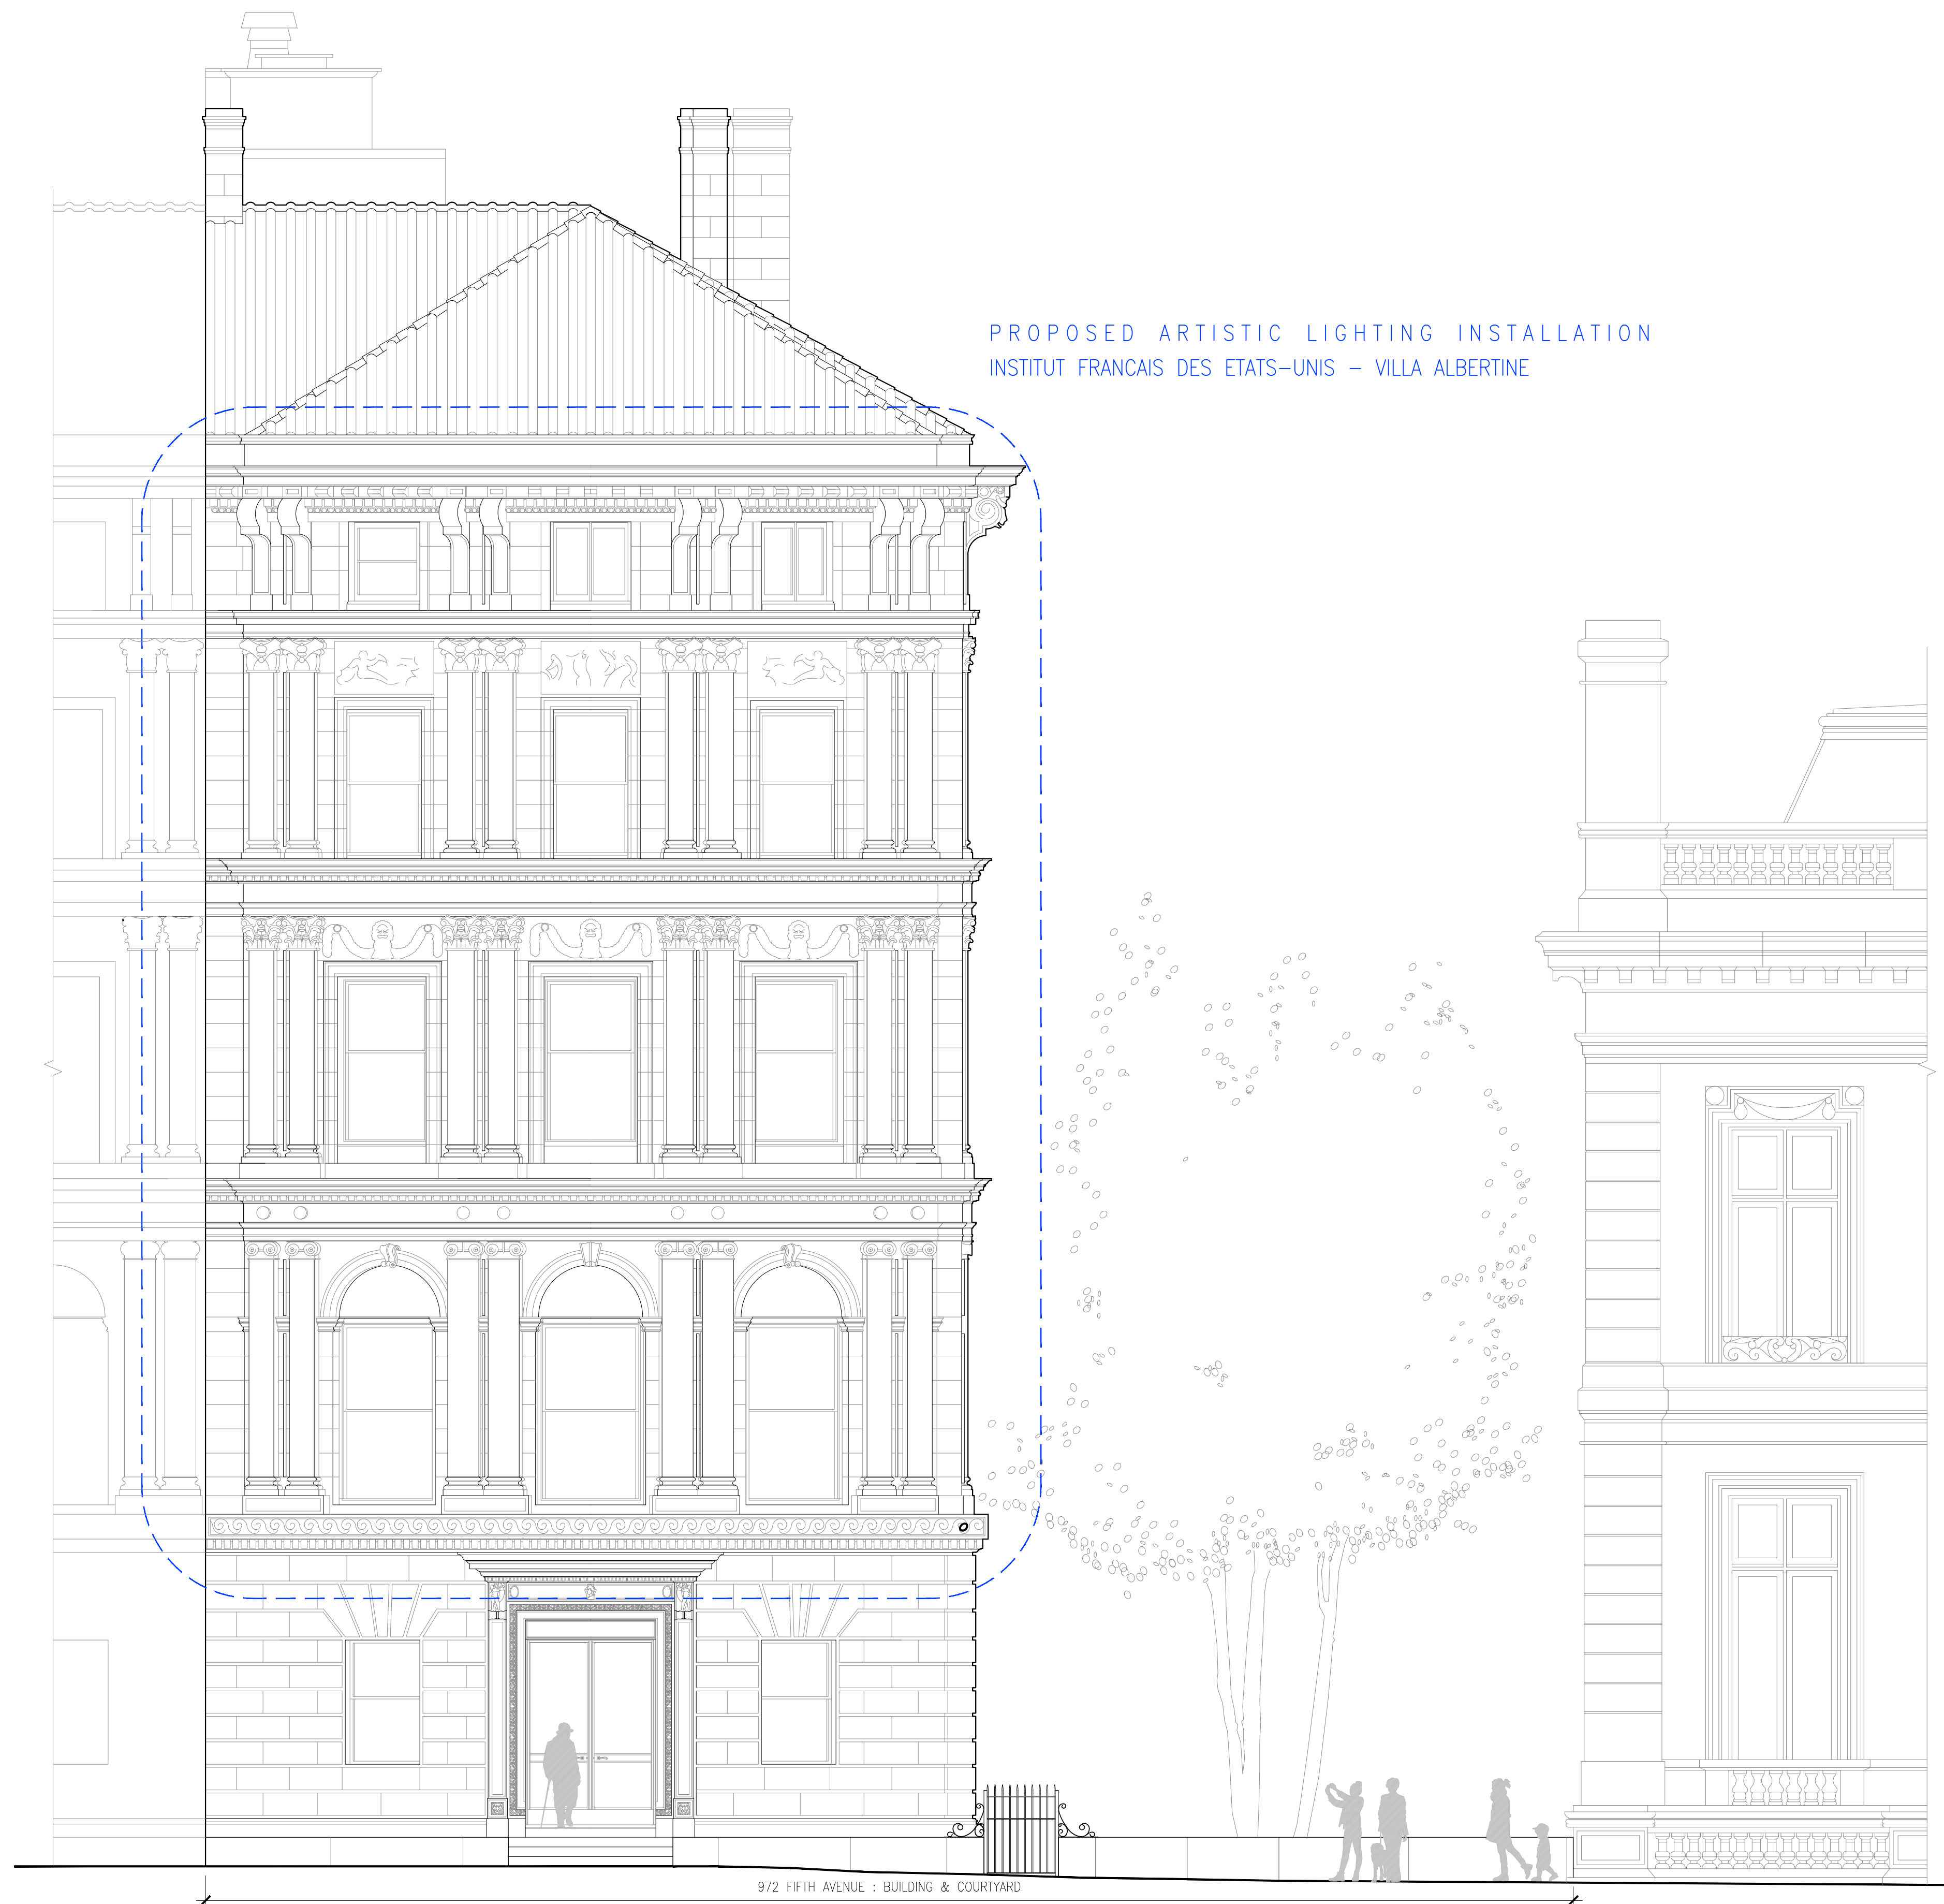 PROPOSED ARTISTIC LIGHTING INSTALLATION
INSTITUT FRANCAIS DES ETATS-UNIS - VILLA ALBERTINE
972 FIFTH AVENUE : BUILDING & COURTYARD